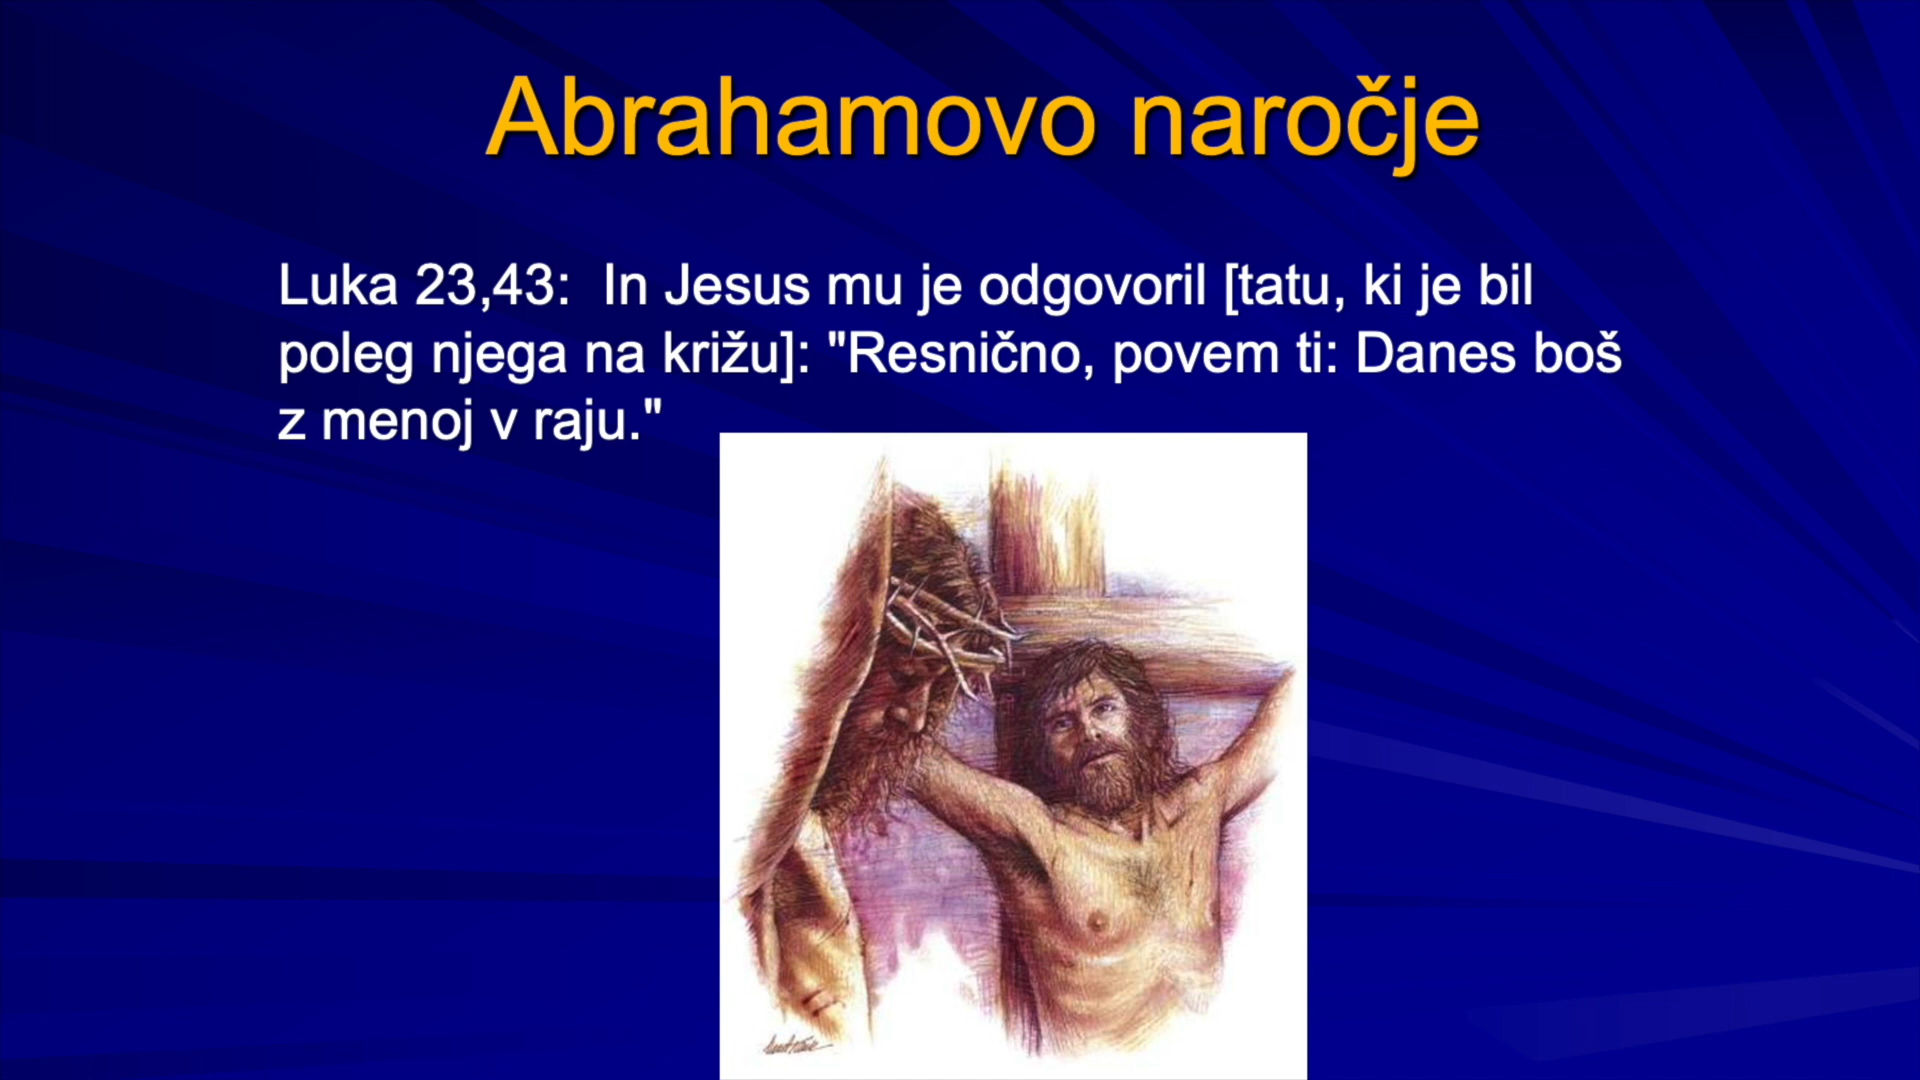 Abrahamovo naročje
Luka 23,43:  In Jesus mu je odgovoril [tatu, ki je bil
poleg njega na križu]: "Resnično, povem ti: Danes boš
z menoj v raju."